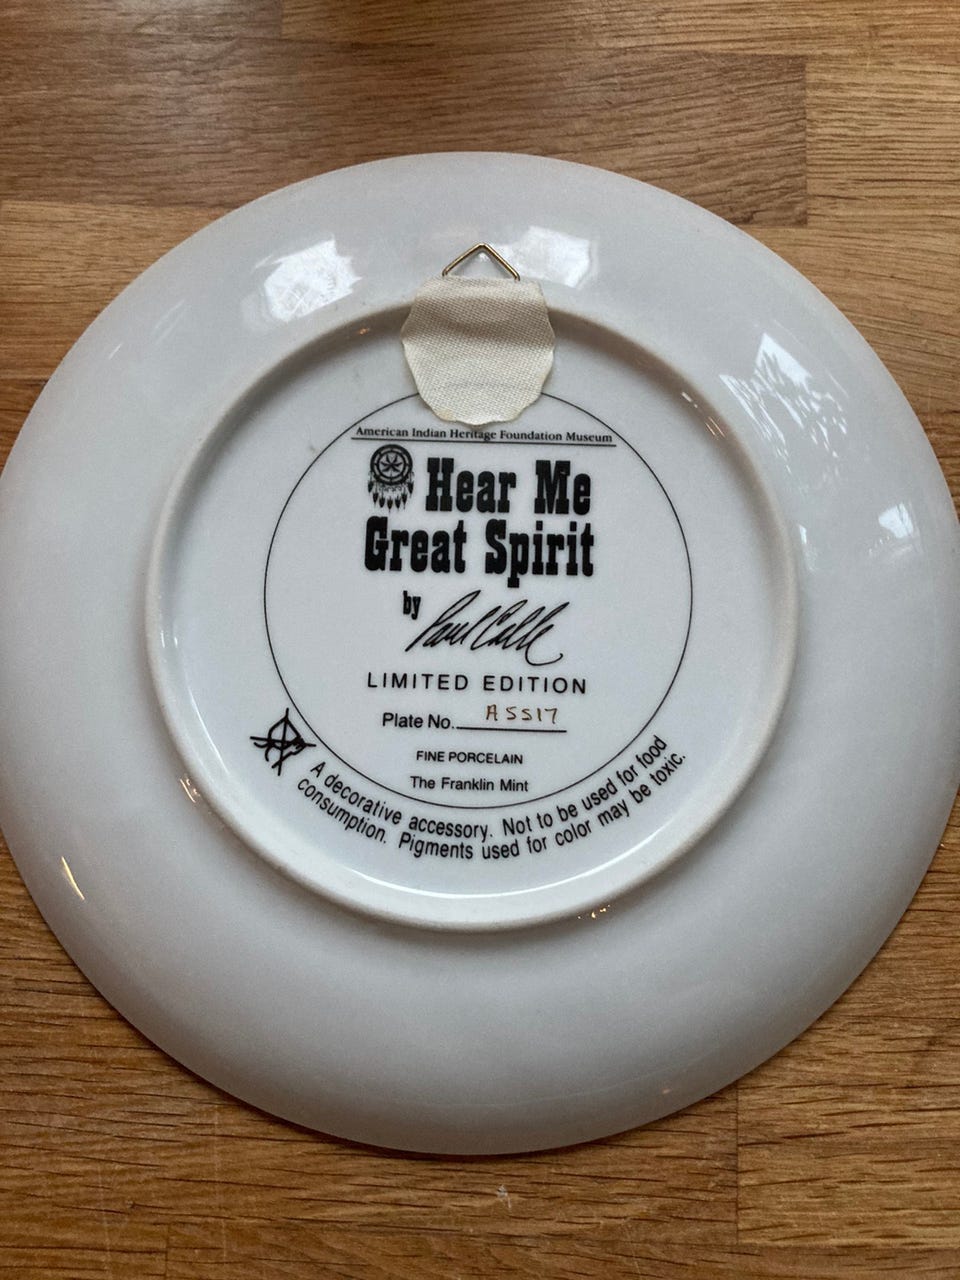 American Indian Heritage Foundation Museum
Hear Me
Great Spirit
by Paul Calle
LIMITED EDITION
Plate No. A5517
FINE PORCELAIN
The Franklin Mint
A decorative accessory. Not to be used for food
consumption. Pigments used for color may be toxic.